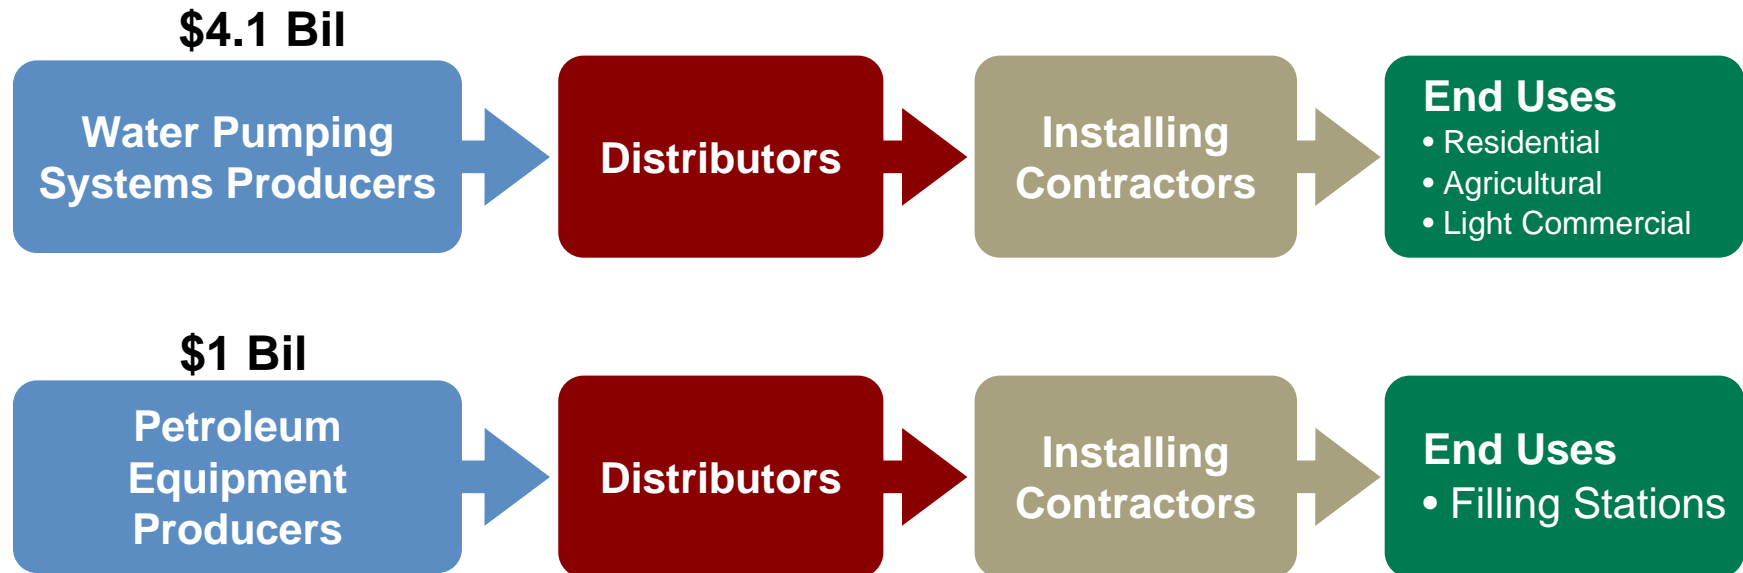 $4.1 Bil
Water Pumping
Systems Producers
Distributors
Installing
Contractors
End Uses
• Residential
• Agricultural
• Light Commercial
$1 Bil
Petroleum
Equipment
Producers
Distributors
Installing
Contractors
End Uses
• Filling Stations